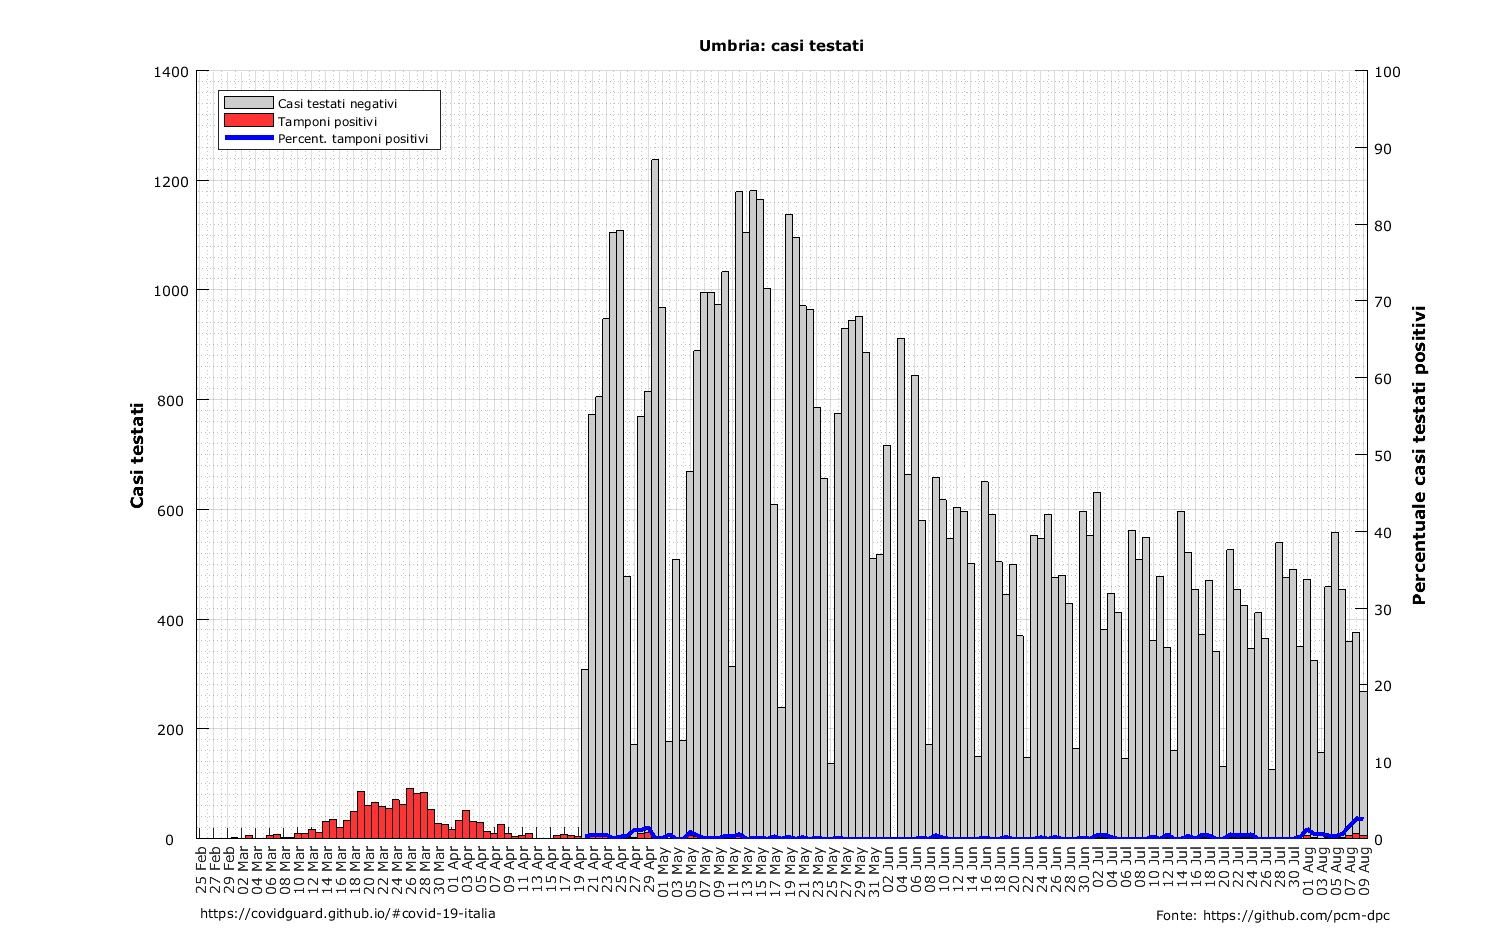 Umbria: casi testati
Casi testati negativi
Tamponi positivi
Percent. tamponi positivi
Casi testati
1400
1200
1000
800
600
400
200
0
100
90
80
70
60
50
40
30
20
10
0
Percentuale casi testati positivi
25 Feb
27 Feb
29 Feb
02 Mar
04 Mar
06 Mar
08 Mar
10 Mar
12 Mar
14 Mar
16 Mar
18 Mar
20 Mar
22 Mar
24 Mar
26 Mar
28 Mar
30 Mar
01 Apr
03 Apr
05 Apr
07 Apr
09 Apr
11 Apr
13 Apr
15 Apr
17 Apr
19 Apr
21 Apr
23 Apr
25 Apr
27 Apr
29 Apr
01 May
03 May
05 May
07 May
09 May
11 May
13 May
15 May
17 May
19 May
21 May
23 May
25 May
27 May
29 May
31 May
02 Jun
04 Jun
06 Jun
08 Jun
10 Jun
12 Jun
14 Jun
16 Jun
18 Jun
20 Jun
22 Jun
24 Jun
26 Jun
28 Jun
30 Jun
02 Jul
04 Jul
06 Jul
08 Jul
10 Jul
12 Jul
14 Jul
16 Jul
18 Jul
20 Jul
22 Jul
24 Jul
26 Jul
28 Jul
30 Jul
01 Aug
03 Aug
05 Aug
07 Aug
09 Aug
https://covidguard.github.io/#covid-19-italia
Fonte: https://github.com/pcm-dpc